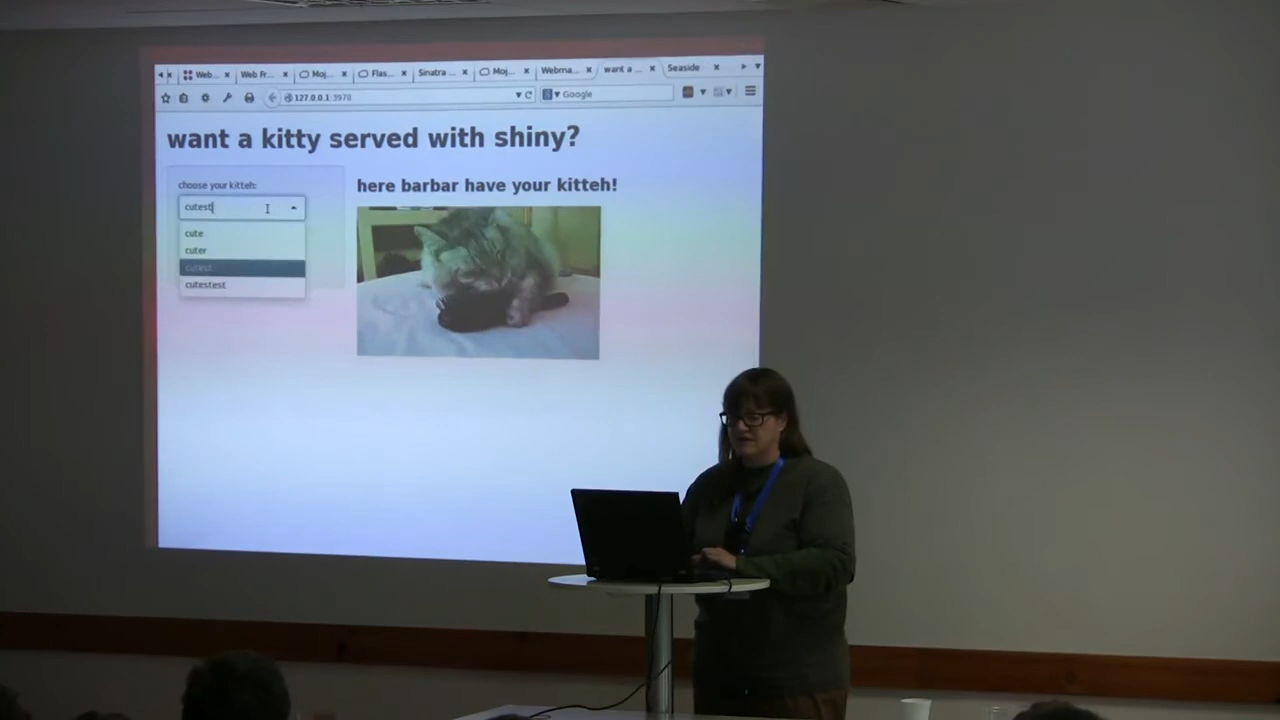 Web... Web Fr... Moj... Flas... Sinatra ... Moj... Webma... want a ... Seaside
127.0.0.1:3978 Google
want a kitty served with shiny?
choose your kitteh:
cutest
cute
cuter
cutest
cutestest
here barbar have your kitteh!